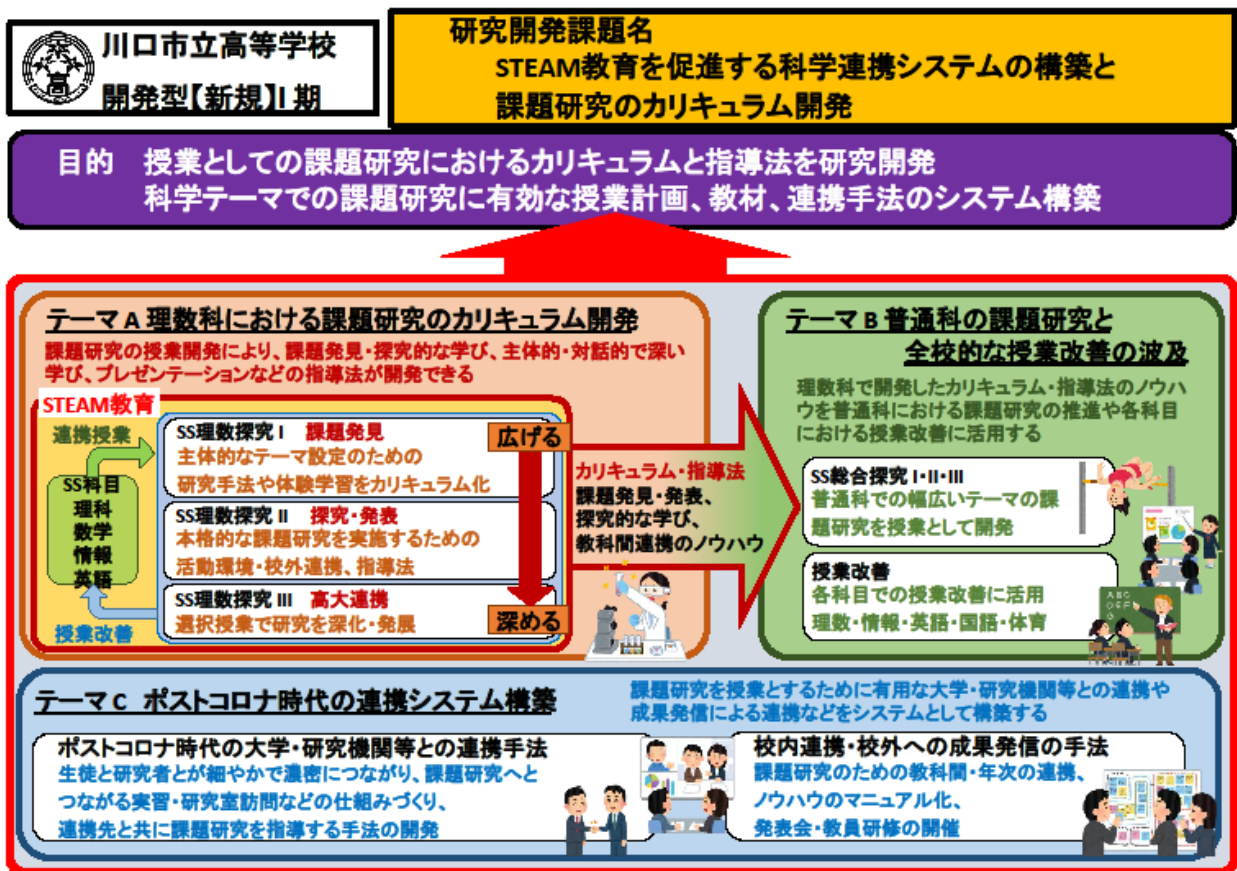 川口市立高等学校
開発型【新規】Ⅰ期
研究開発課題名
STEAM教育を促進する科学連携システムの構築と
課題研究のカリキュラム開発
目的 授業としての課題研究におけるカリキュラムと指導法を研究開発
科学テーマでの課題研究に有効な授業計画、教材、連携手法のシステム構築
テーマA 理数科における課題研究のカリキュラム開発
課題研究の授業開発により、課題発見・探究的な学び、主体的・対話的で深い
学び、プレゼンテーションなどの指導法が開発できる
STEAM教育
連携授業
SS科目
理科
数学
情報
英語
授業改善
SS理数探究Ⅰ 課題発見
主体的なテーマ設定のための
研究手法や体験学習をカリキュラム化
SS理数探究Ⅱ 探究・発表
本格的な課題研究を実施するための
活動環境・校外連携、指導法
SS理数探究Ⅲ 高大連携
選択授業で研究を深化・発展
広げる
深める
カリキュラム・指導法
課題発見・発表、
探究的な学び、
教科間連携のノウハウ
テーマB 普通科の課題研究と
全校的な授業改善の波及
理数科で開発したカリキュラム・指導法のノウハ
ウを普通科における課題研究の推進や各科目
における授業改善に活用する
SS総合探究Ⅰ・Ⅱ・Ⅲ
普通科での幅広いテーマの課
題研究を授業として開発
授業改善
各科目での授業改善に活用
理数・情報・英語・国語・体育
テーマC ポストコロナ時代の連携システム構築
課題研究を授業とするために有用な大学・研究機関等との連携や
成果発信による連携などをシステムとして構築する
ポストコロナ時代の大学・研究機関等との連携手法
生徒と研究者とが細やかで濃密につながり、課題研究へと
つながる実習・研究室訪問などの仕組みづくり、
連携先と共に課題研究を指導する手法の開発
校内連携・校外への成果発信の手法
課題研究のための教科間・年次の連携、
ノウハウのマニュアル化、
発表会・教員研修の開催